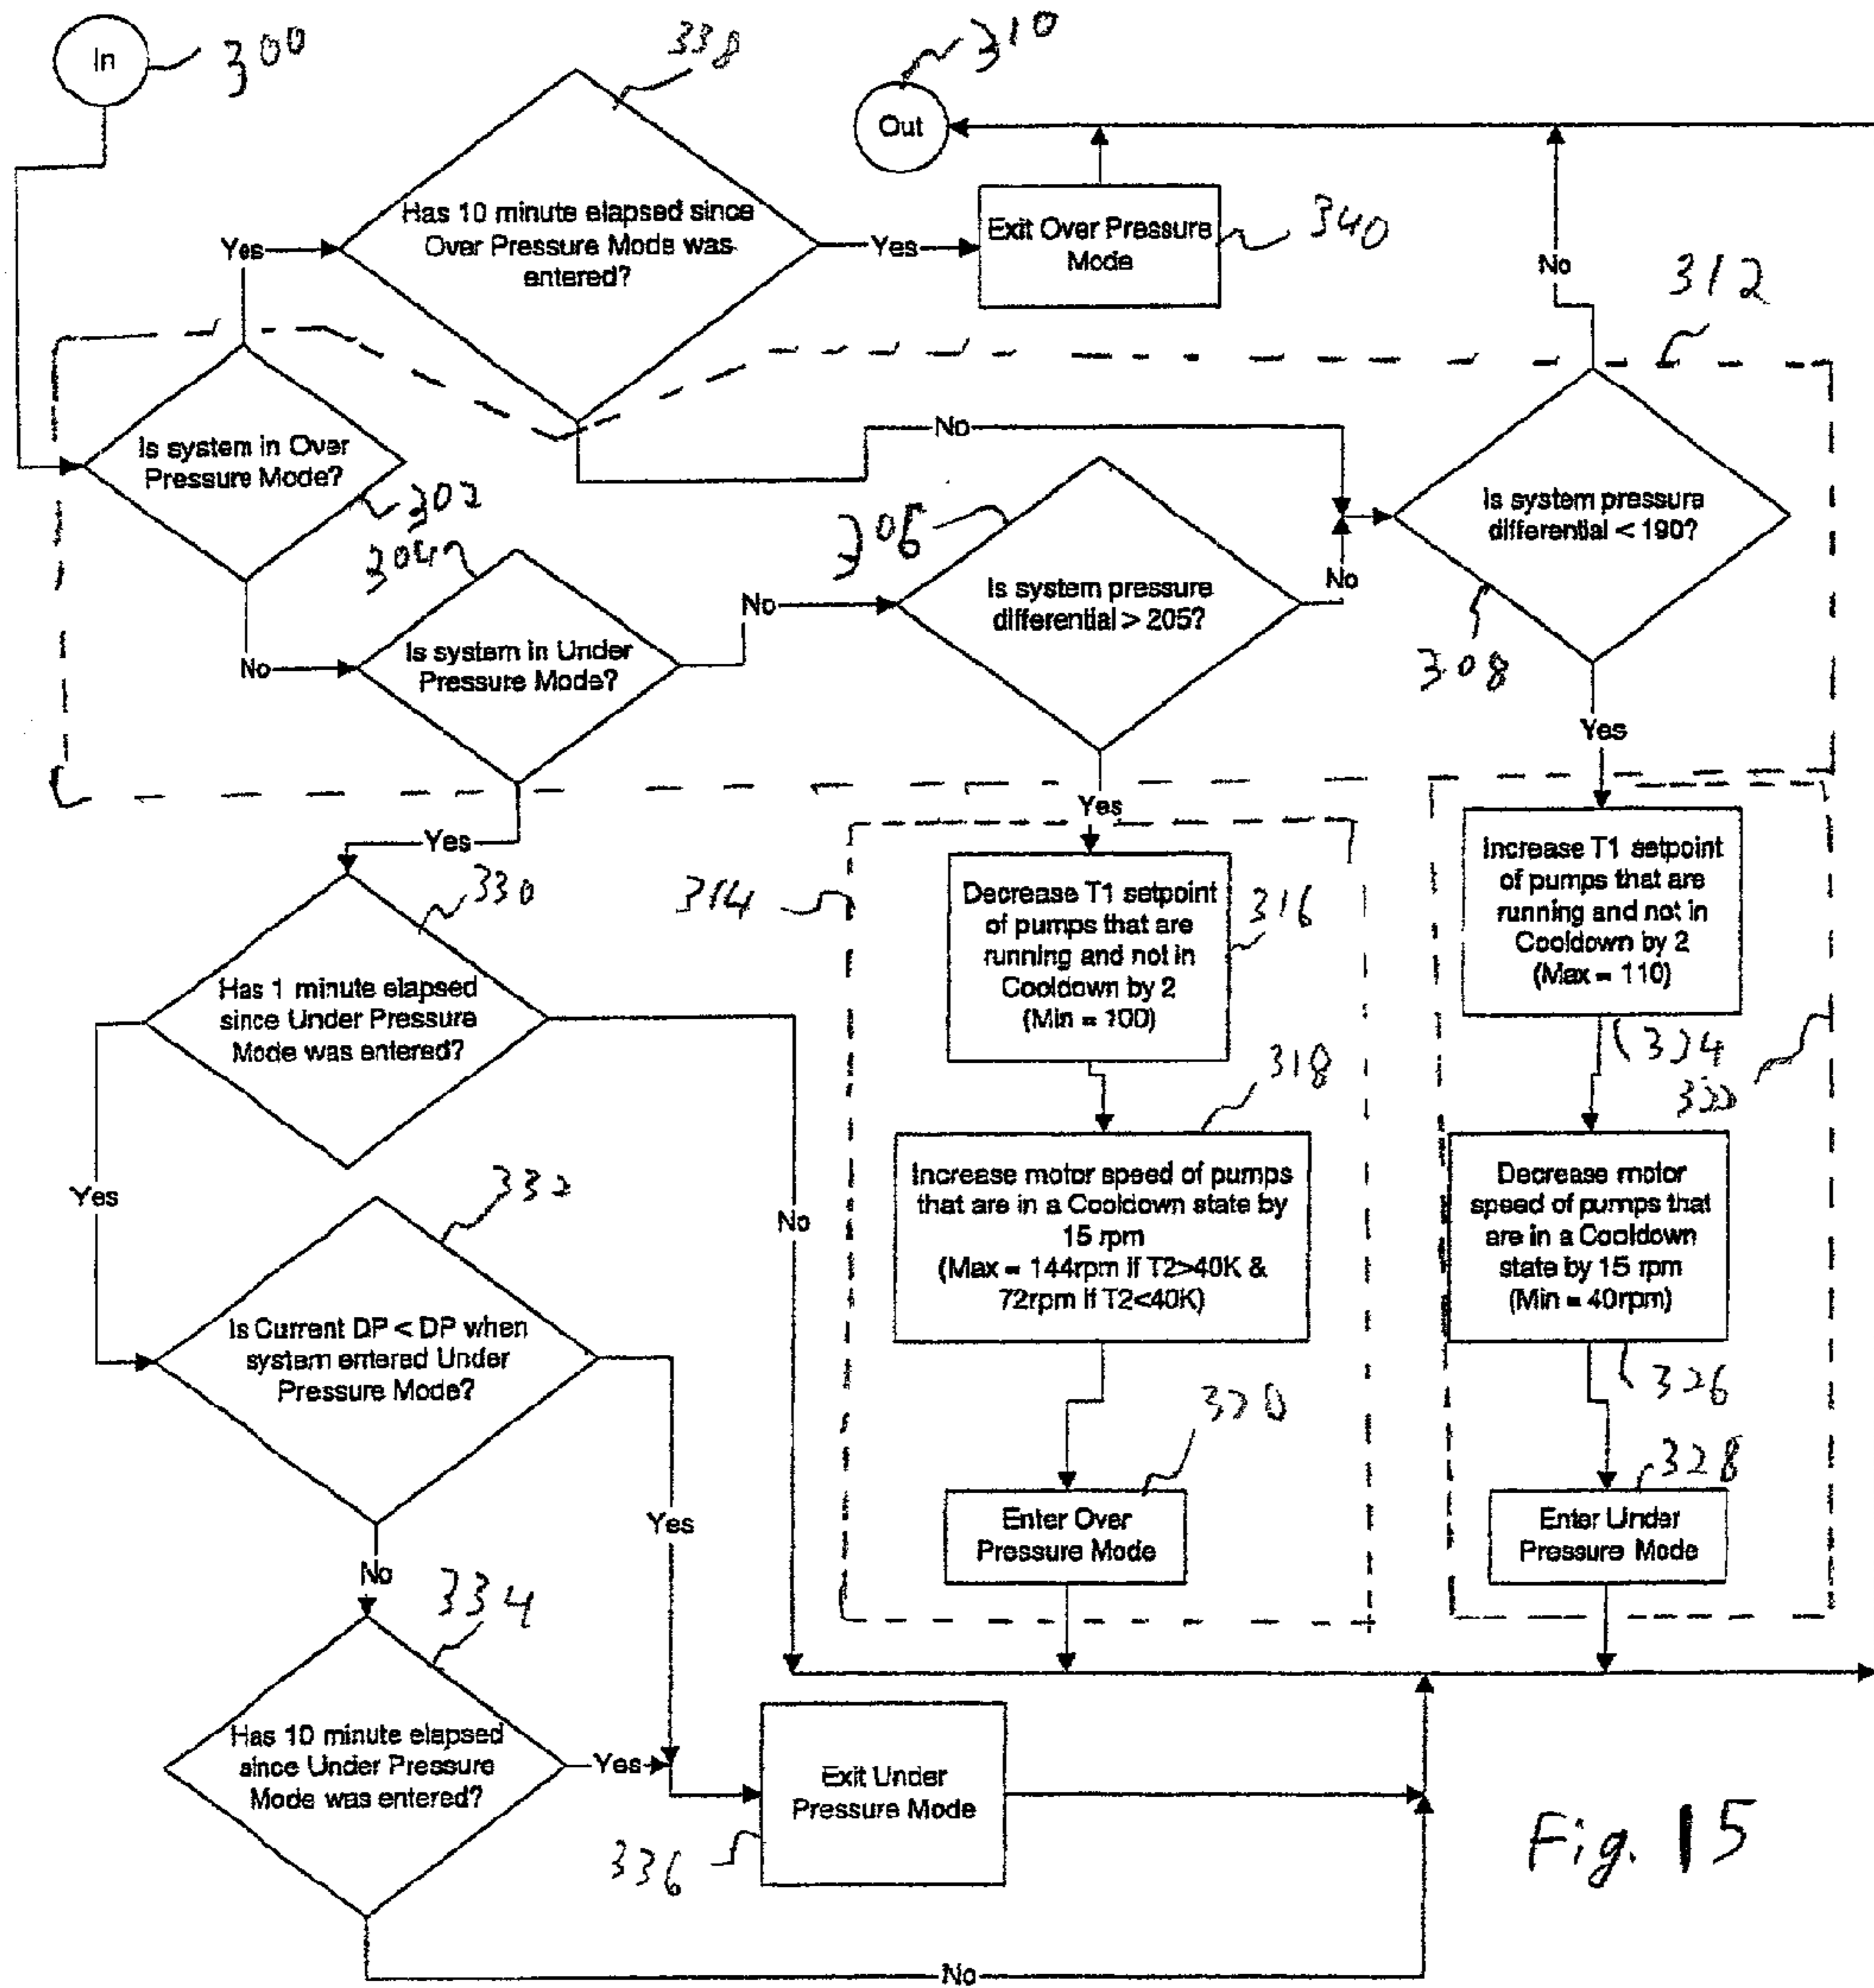 In
300
338
310
Out
Has 10 minute elapsed since
Over Pressure Mode was
entered?
Yes
Yes
Exit Over Pressure
Mode
340
No
312
Is system in Over
Pressure Mode?
302
No
304
306
Is system pressure
differential > 205?
Is system pressure
differential < 190?
No
308
No
Is system in Under
Pressure Mode?
No
Yes
Yes
Yes
330
314
Decrease T1 setpoint
of pumps that are
running and not in
Cooldown by 2
(Min = 100)
316
Increase T1 setpoint
of pumps that are
running and not in
Cooldown by 2
(Max = 110)
324
322
Has 1 minute elapsed
since Under Pressure
Mode was entered?
318
Yes
332
No
Increase motor speed of pumps
that are in a Cooldown state by
15 rpm
(Max = 144rpm if T2>40K &
72rpm if T2<40K)
Decrease motor
speed of pumps that
are in a Cooldown
state by 15 rpm
(Min = 40rpm)
326
Is Current DP < DP when
system entered Under
Pressure Mode?
320
328
Yes
Enter Over
Pressure Mode
Enter Under
Pressure Mode
No
334
Has 10 minute elapsed
since Under Pressure
Mode was entered?
Yes
Exit Under
Pressure Mode
336
Fig. 15
No